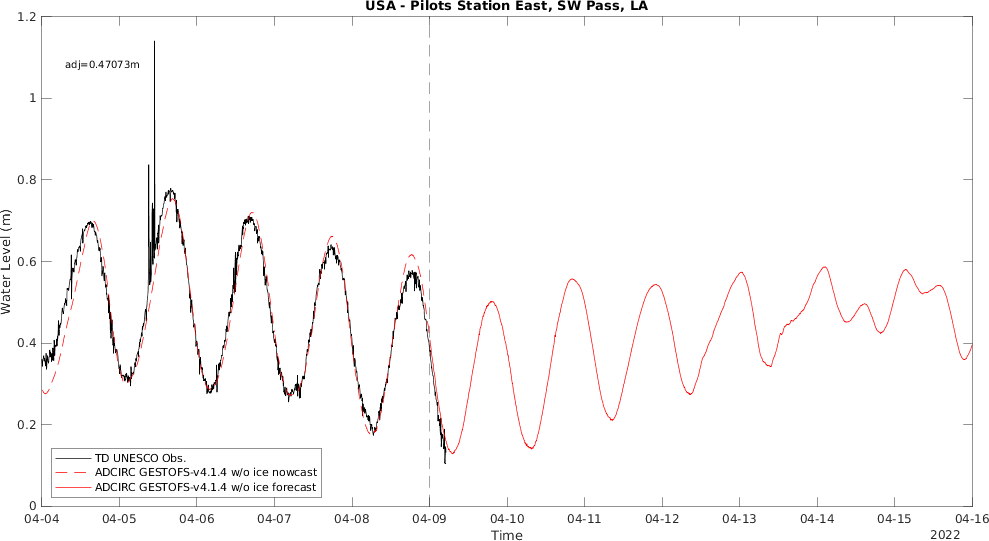 USA - Pilots Station East, SW Pass, LA
adj=0.47073m
Water Level (m)
1.2
1
0.8
0.6
0.4
0.2
0
TD UNESCO Obs.
ADCIRC GESTOFS-v4.1.4 w/o ice nowcast
ADCIRC GESTOFS-v4.1.4 w/o ice forecast
04-04 04-05 04-06 04-07 04-08 04-09 04-10 04-11 04-12 04-13 04-14 04-15 04-16
Time
2022